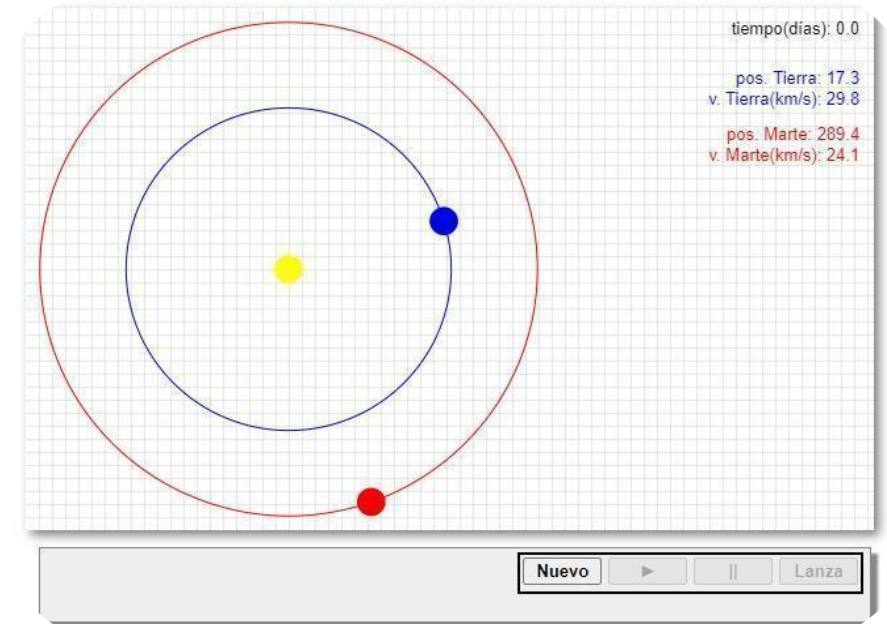 tiempo(días): 0.0
pos. Tierra: 17.3
v. Tierra(km/s): 29.8
pos. Marte: 289.4
v. Marte(km/s): 24.1
Nuevo ► || Lanza